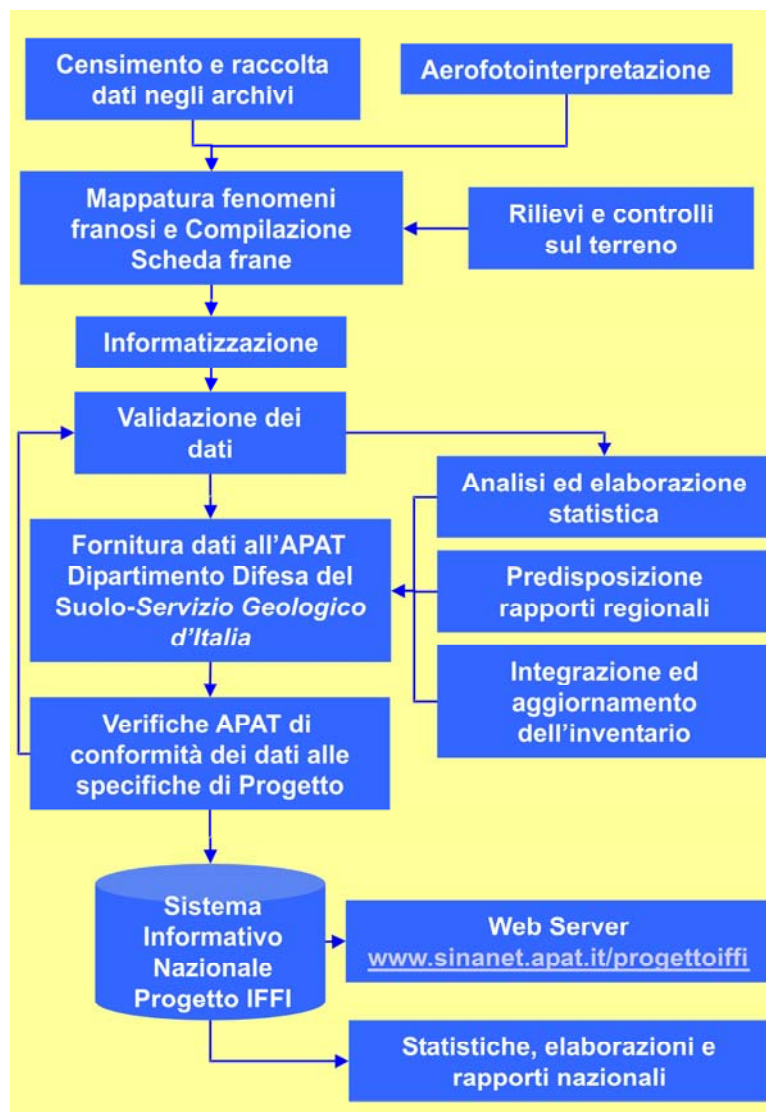 Censimento e raccolta
dati negli archivi
Aerofotointerpretazione
Mappatura fenomeni
franosi e Compilazione
Scheda frane
Rilievi e controlli
sul terreno
Informatizzazione
Validazione dei
dati
Analisi ed elaborazione
statistica
Fornitura dati all'APAT
Dipartimento Difesa del
Suolo-Servizio Geologico
d'Italia
Predisposizione
rapporti regionali
Integrazione ed
aggiornamento
dell'inventario
Verifiche APAT di
conformità dei dati alle
specifiche di Progetto
Sistema
Informativo
Nazionale
Progetto IFFI
Web Server
www.sinanet.apat.it/progettoiffi
Statistiche, elaborazioni e
rapporti nazionali